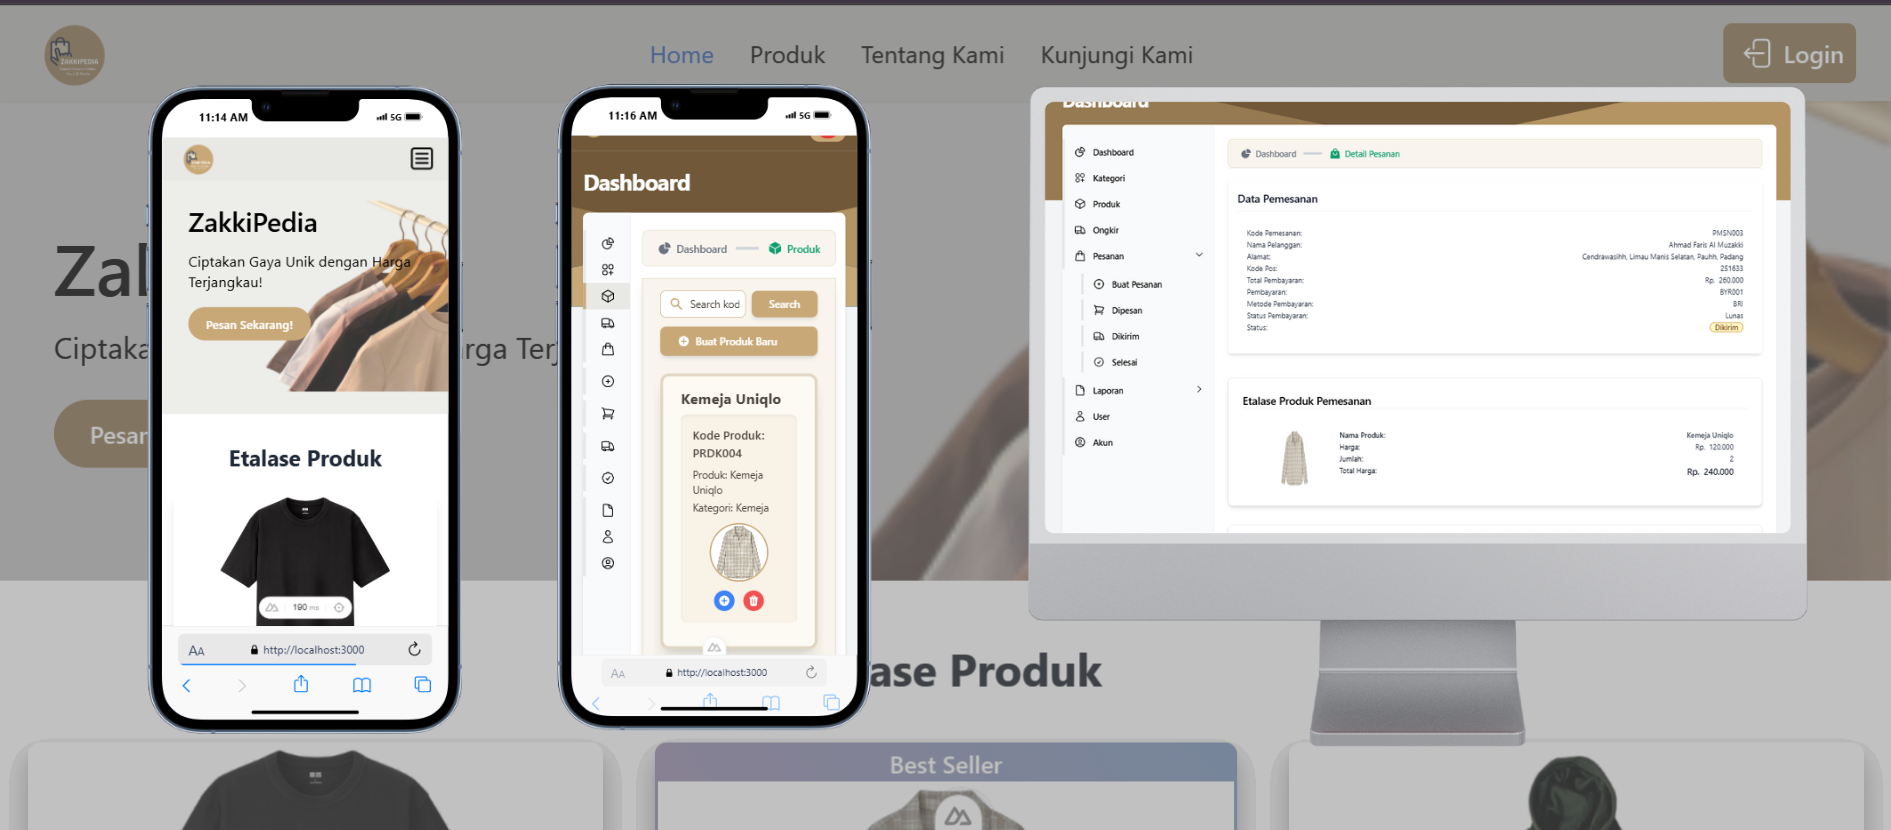 ZAKKIPEDIA
Home
Produk
Tentang Kami
Kunjungi Kami
Login
Zak
Ciptaka
rga Terj
Pesan
11:14 AM
5G
ZakkiPedia
Ciptakan Gaya Unik dengan Harga
Terjangkau!
Pesan Sekarang!
Etalase Produk
190 ms
AA
http://localhost:3000
11:16 AM
5G
Dashboard
Dashboard
Produk
Search kod
Search
Buat Produk Baru
Kemeja Uniqlo
Kode Produk:
PRDK004
Produk: Kemeja
Uniqlo
Kategori: Kemeja
AA
http://localhost:3000
Dashboard
Dashboard
Kategori
Produk
Ongkir
Pesanan
Buat Pesanan
Dipesan
Dikirim
Selesai
Laporan
User
Akun
Dashboard
Detail Pesanan
Data Pemesanan
Kode Pemesanan: PMSN003
Nama Pelanggan: Ahmad Faris Al Muzakki
Alamat: Cendrawasihh, Limau Manis Selatan, Pauhh, Padang
Kode Pos: 251633
Total Pembayaran: Rp. 260.000
Pembayaran: BYR001
Metode Pembayaran: BRI
Status Pembayaran: Lunas
Status: Dikirim
Etalase Produk Pemesanan
Nama Produk: Kemeja Uniqlo
Harga: Rp. 120.000
Jumlah: 2
Total Harga: Rp. 240.000
ase Produk
Best Seller